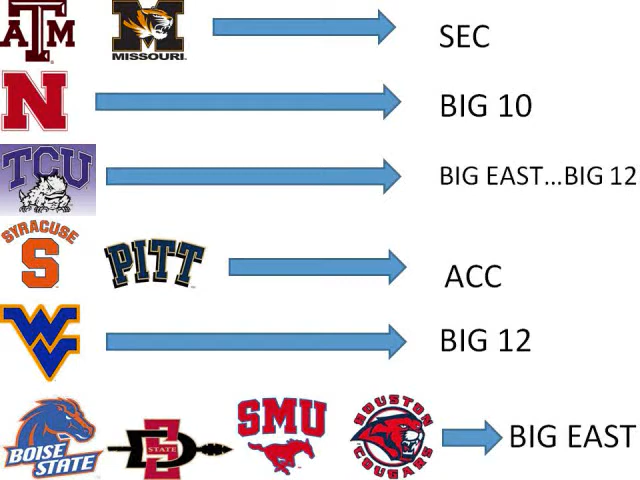 ATM
M
MISSOURI.
SEC
N
BIG 10
TCU
BIG EAST...BIG 12
SYRACUSE
S
PITT
ACC
WV
BIG 12
BOISE
STATE
S
STATE
D
SMU
HOUSTON
COUGARS
BIG EAST